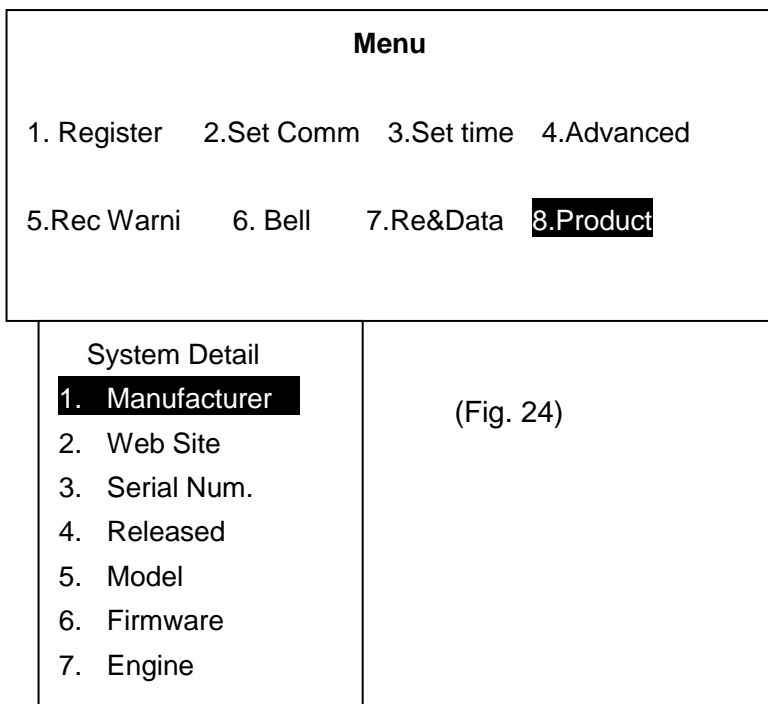 Menu
1. Register 2.Set Comm 3.Set time 4.Advanced
5.Rec Warni 6. Bell 7.Re&Data 8.Product
System Detail
1. Manufacturer
2. Web Site
3. Serial Num.
4. Released
5. Model
6. Firmware
7. Engine
(Fig. 24)